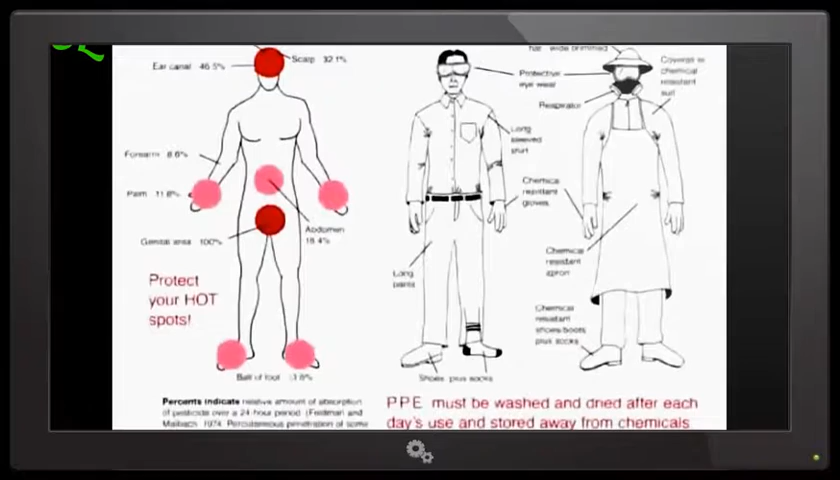 Scalp 32.1%
Ear canal 46.5%
Forearm 8.6%
Palm 11.8%
Genital area 100%
Abdomen
18.4%
Protect
your HOT
spots!
Ball of foot 13.8%
Percents indicate relative amount of absorption
of pesticide over a 24-hour period (Feldman and
Maibach 1974 Percutaneous penetration of some
Protective
eye wear
Respirator
Coveralls
chemical
resistant
suit
Long
sleeved
shirt
Chemical
resistant
gloves
Long
pants
Chemical
resistant
apron
Chemical
resistant
shoes/boots
plus socks
Shoes plus socks
PPE must be washed and dried after each
day's use and stored away from chemicals